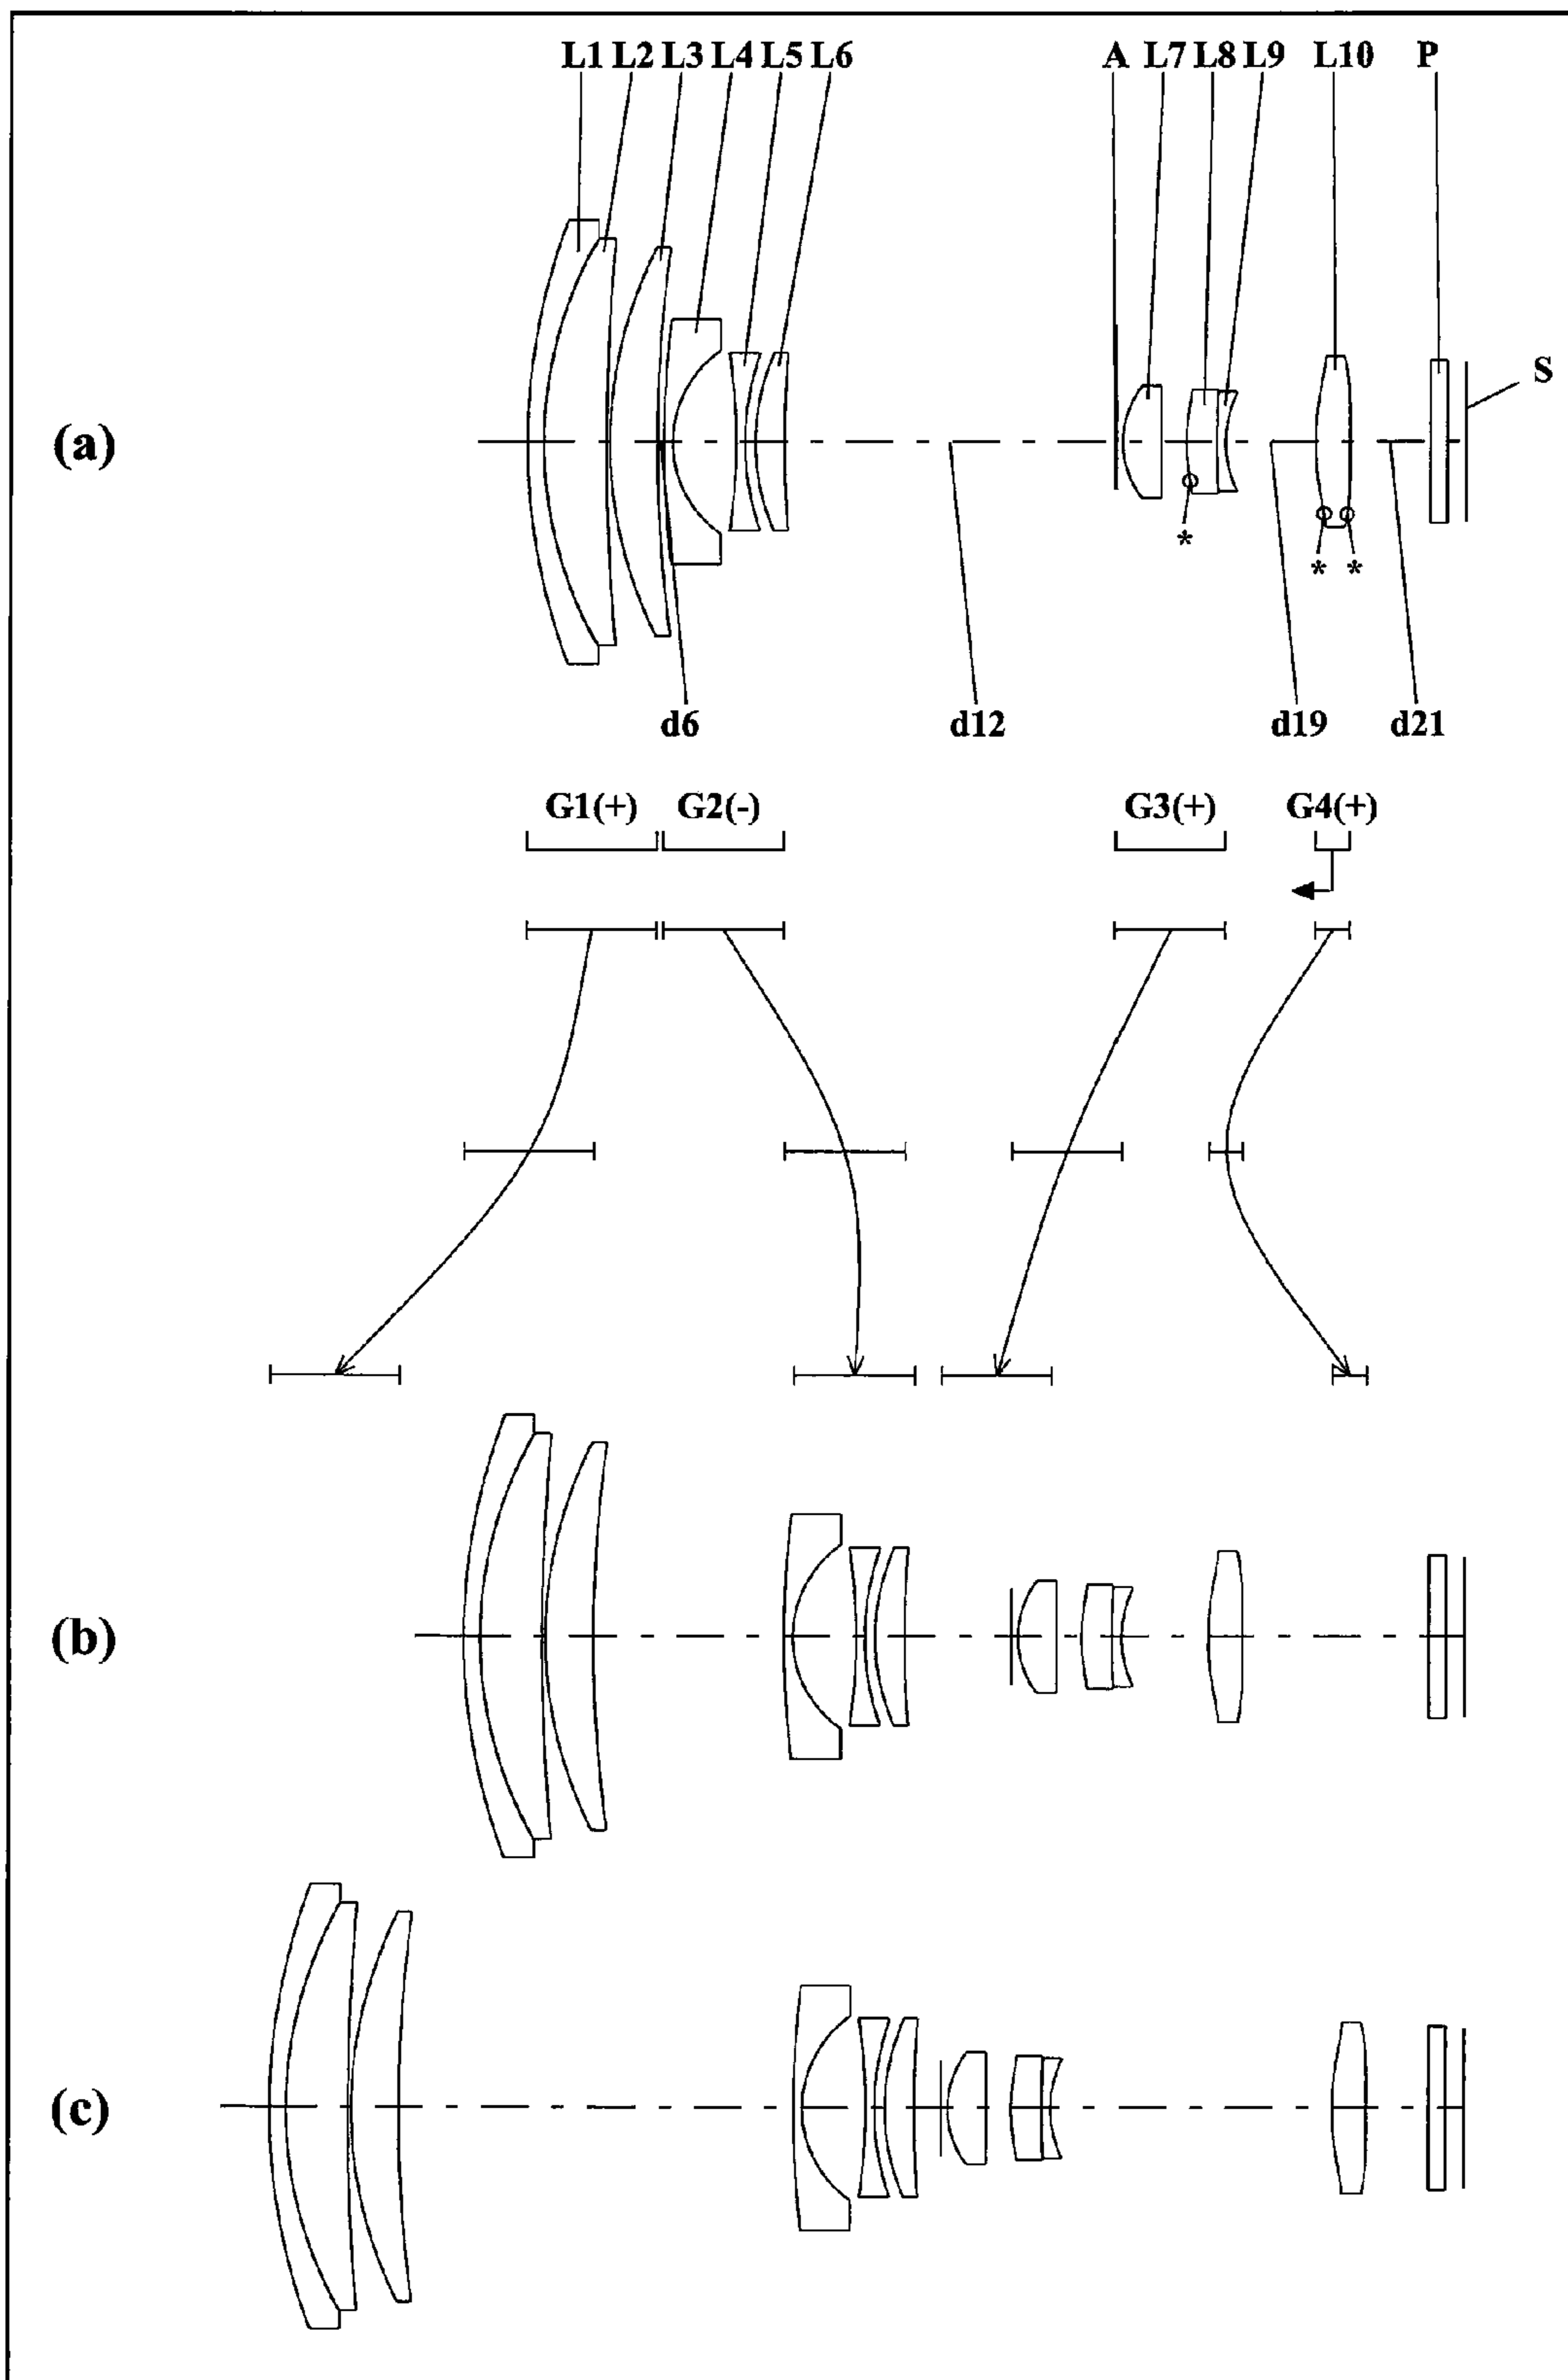 L1 L2 L3 L4 L5 L6 A L7 L8 L9 L10 P
S
(a)
*
* *
d6 d12 d19 d21
G1(+) G2(-) G3(+) G4(+)
(b)
(c)